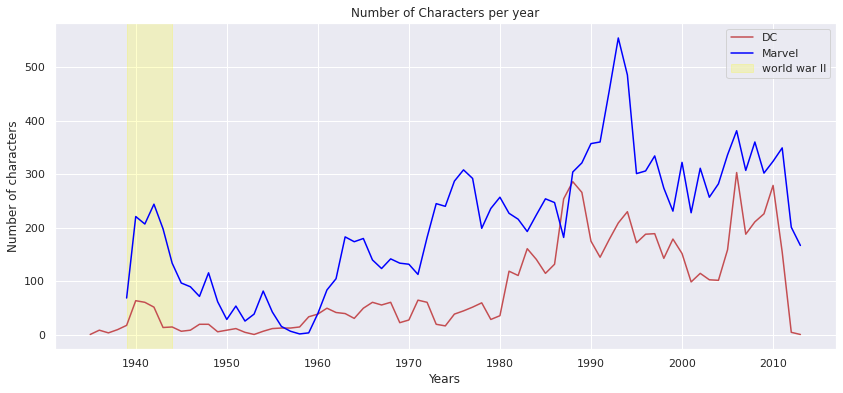 Number of Characters per year
DC
Marvel
world war II
Number of characters
500
400
300
200
100
0
1940 1950 1960 1970 1980 1990 2000 2010
Years